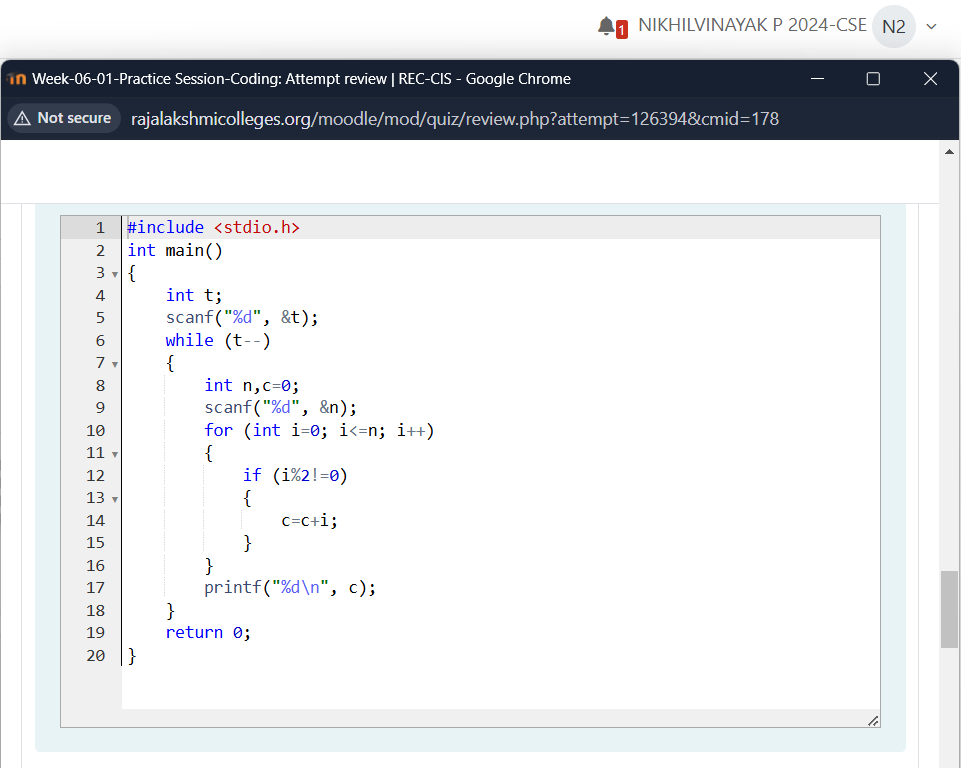 1 NIKHILVINAYAK P 2024-CSE N2
Week-06-01-Practice Session-Coding: Attempt review | REC-CIS - Google Chrome
Not secure rajalakshmicolleges.org/moodle/mod/quiz/review.php?attempt=126394&cmid=178
1 #include <stdio.h>
2 int main()
3 {
4     int t;
5     scanf("%d", &t);
6     while (t--)
7     {
8         int n,c=0;
9         scanf("%d", &n);
10         for (int i=0; i<=n; i++)
11         {
12             if (i%2!=0)
13             {
14                 c=c+i;
15             }
16         }
17         printf("%d\n", c);
18     }
19     return 0;
20 }